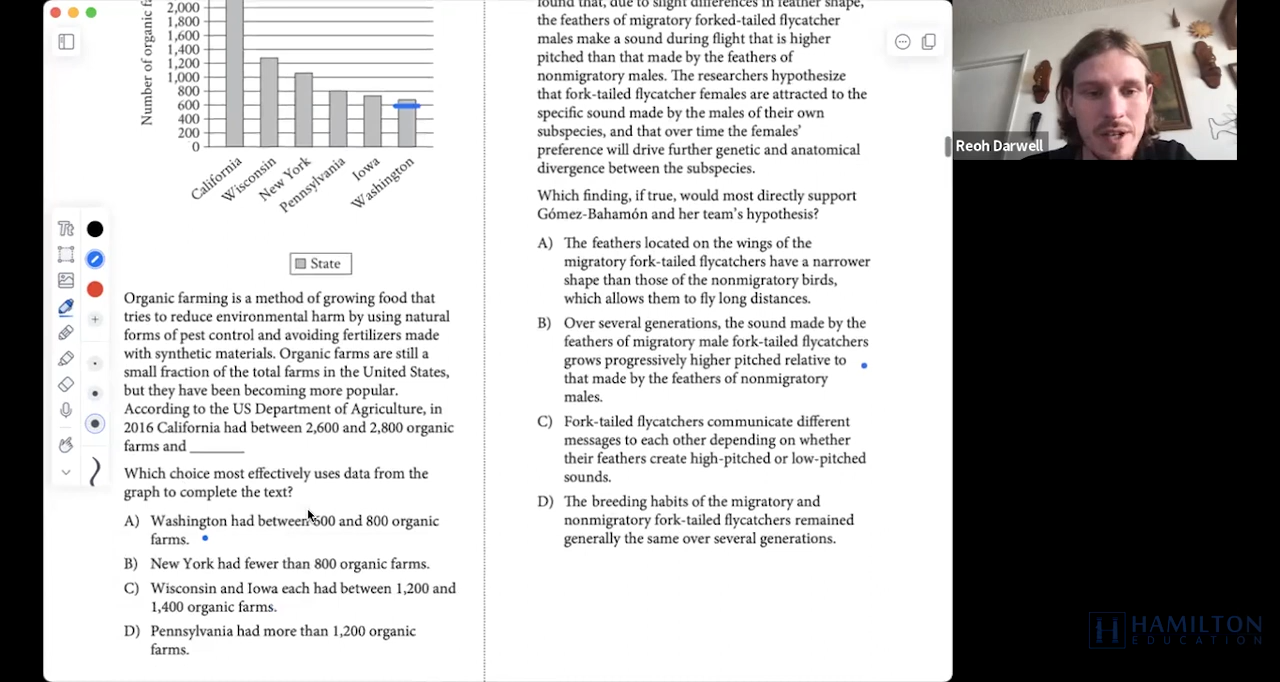 Number of organic fa
2,000
1,800
1,600
1,400
1,200
1,000
800
600
400
200
0
California
Wisconsin
New York
Pennsylvania
Iowa
Washington
State
Organic farming is a method of growing food that
tries to reduce environmental harm by using natural
forms of pest control and avoiding fertilizers made
with synthetic materials. Organic farms are still a
small fraction of the total farms in the United States,
but they have been becoming more popular.
According to the US Department of Agriculture, in
2016 California had between 2,600 and 2,800 organic
farms and ______
Which choice most effectively uses data from the
graph to complete the text?
A) Washington had between 600 and 800 organic
farms.
B) New York had fewer than 800 organic farms.
C) Wisconsin and Iowa each had between 1,200 and
1,400 organic farms.
D) Pennsylvania had more than 1,200 organic
farms.
found that, due to slight differences in feather shape,
the feathers of migratory forked-tailed flycatcher
males make a sound during flight that is higher
pitched than that made by the feathers of
nonmigratory males. The researchers hypothesize
that fork-tailed flycatcher females are attracted to the
specific sound made by the males of their own
subspecies, and that over time the females'
preference will drive further genetic and anatomical
divergence between the subspecies.
Which finding, if true, would most directly support
Gómez-Bahamón and her team's hypothesis?
A) The feathers located on the wings of the
migratory fork-tailed flycatchers have a narrower
shape than those of the nonmigratory birds,
which allows them to fly long distances.
B) Over several generations, the sound made by the
feathers of migratory male fork-tailed flycatchers
grows progressively higher pitched relative to
that made by the feathers of nonmigratory
males.
C) Fork-tailed flycatchers communicate different
messages to each other depending on whether
their feathers create high-pitched or low-pitched
sounds.
D) The breeding habits of the migratory and
nonmigratory fork-tailed flycatchers remained
generally the same over several generations.
Tt
Reoh Darwell
HAMILTON
EDUCATION